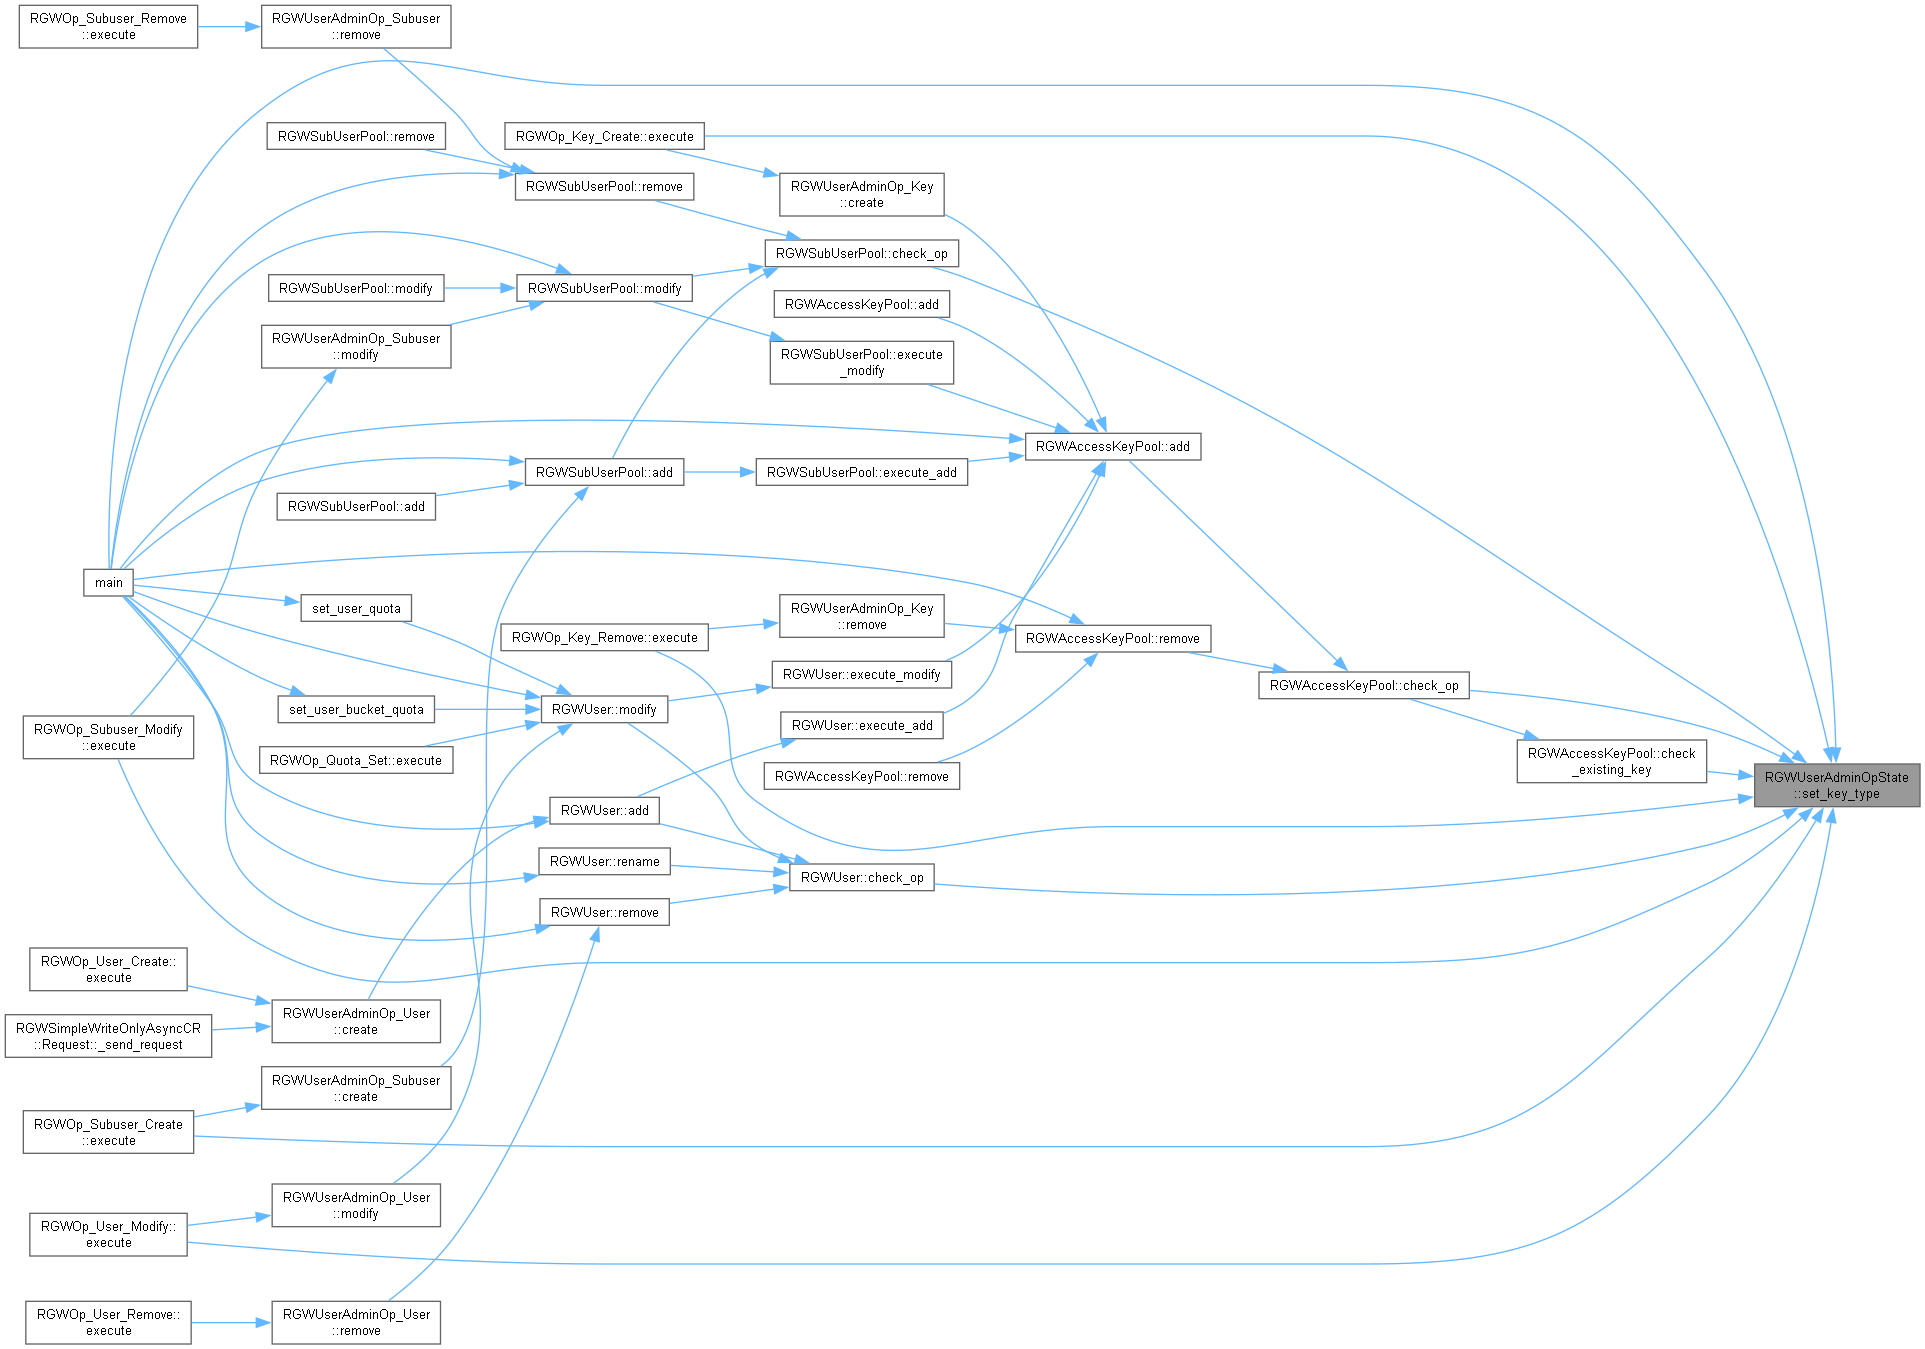 RGWOp_Subuser_Remove
::execute
RGWUserAdminOp_Subuser
::remove
RGWSubUserPool::remove
RGWOp_Key_Create::execute
RGWSubUserPool::remove
RGWUserAdminOp_Key
::create
RGWSubUserPool::check_op
RGWSubUserPool::modify
RGWSubUserPool::modify
RGWAccessKeyPool::add
RGWUserAdminOp_Subuser
::modify
RGWSubUserPool::execute
_modify
RGWAccessKeyPool::add
RGWSubUserPool::add
RGWSubUserPool::execute_add
RGWSubUserPool::add
main
set_user_quota
RGWOp_Key_Remove::execute
RGWUserAdminOp_Key
::remove
RGWAccessKeyPool::remove
RGWUser::execute_modify
RGWAccessKeyPool::check_op
set_user_bucket_quota
RGWUser::modify
RGWUser::execute_add
RGWOp_Subuser_Modify
::execute
RGWOp_Quota_Set::execute
RGWAccessKeyPool::remove
RGWAccessKeyPool::check
_existing_key
RGWUserAdminOpState
::set_key_type
RGWUser::add
RGWUser::rename
RGWUser::check_op
RGWUser::remove
RGWOp_User_Create::
execute
RGWUserAdminOp_User
::create
RGWSimpleWriteOnlyAsyncCR
::Request::_send_request
RGWUserAdminOp_Subuser
::create
RGWOp_Subuser_Create
::execute
RGWUserAdminOp_User
::modify
RGWOp_User_Modify::
execute
RGWOp_User_Remove::
execute
RGWUserAdminOp_User
::remove